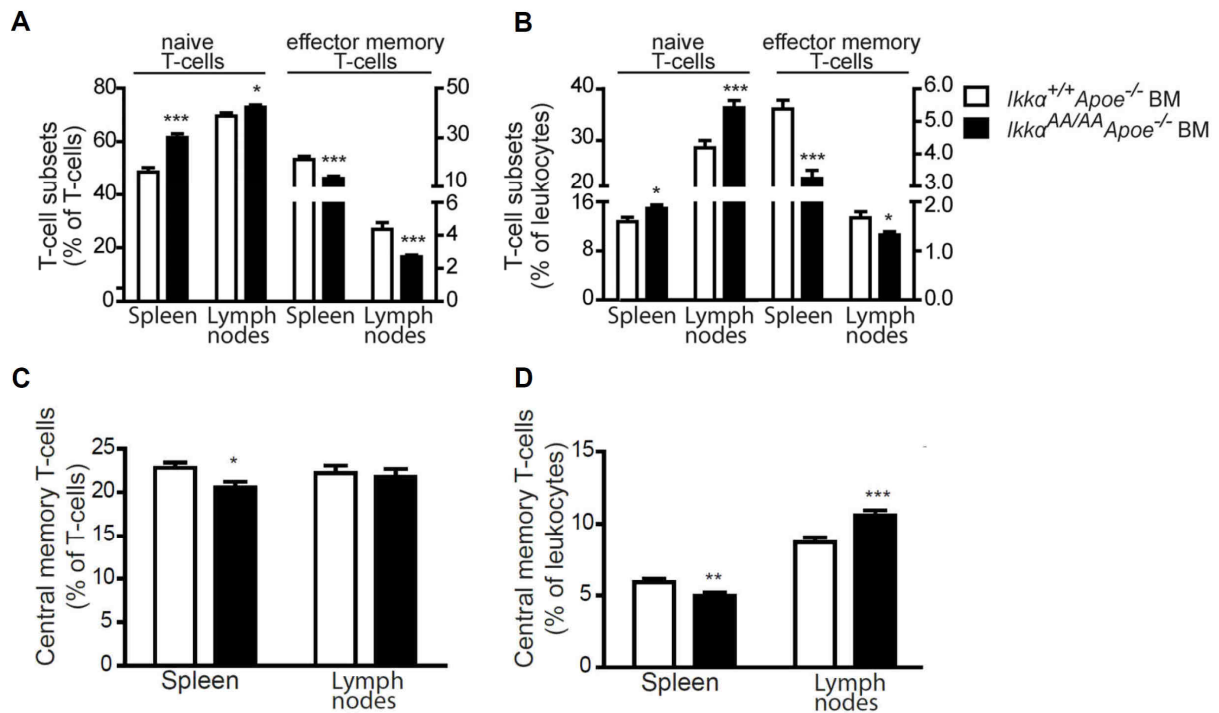 A
naive
T-cells
effector memory
T-cells
T-cell subsets
(% of T-cells)
80
60
40
20
0
50
30
10
6
4
2
0
***
*
***
***
Spleen
Lymph
nodes
Spleen
Lymph
nodes
B
naive
T-cells
effector memory
T-cells
T-cell subsets
(% of leukocytes)
40
30
20
16
12
8
4
0
6.0
5.0
4.0
3.0
2.0
1.0
0.0
*
***
***
*
Spleen
Lymph
nodes
Spleen
Lymph
nodes
Ikkα+/+Apoe-/- BM
IkkαAA/AAApoe-/- BM
C
Central memory T-cells
(% of T-cells)
25
20
15
10
5
0
*
Spleen
Lymph
nodes
D
Central memory T-cells
(% of leukocytes)
15
10
5
0
**
***
Spleen
Lymph
nodes